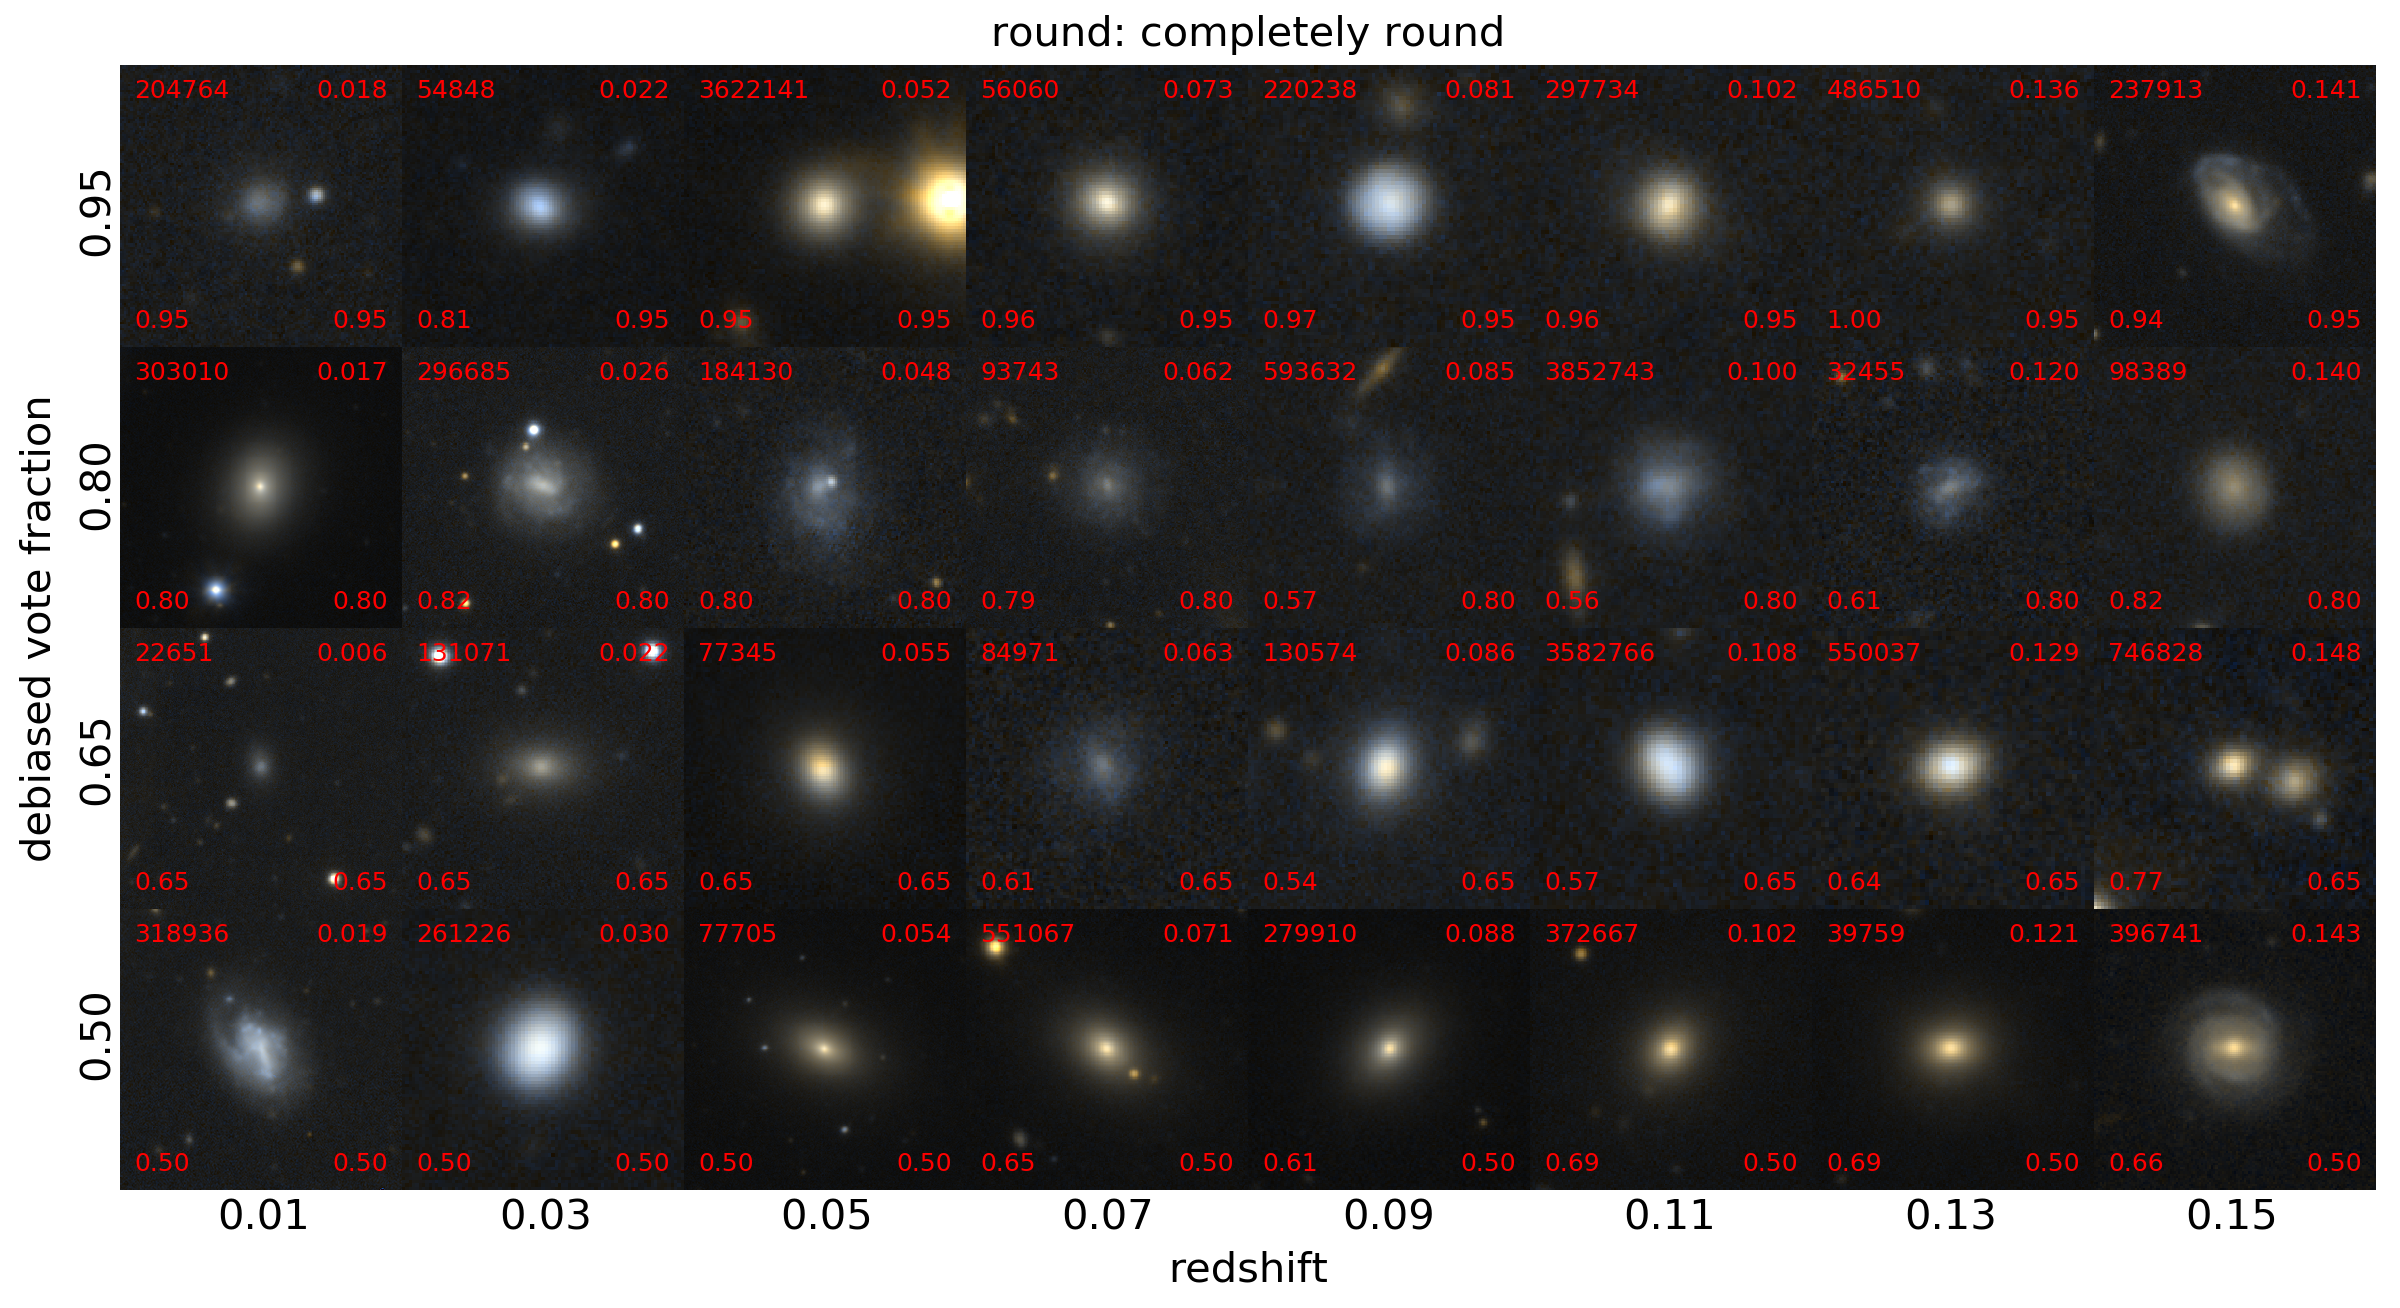 round: completely round
204764 0.018 54848 0.022 3622141 0.052 56060 0.073 220238 0.081 297734 0.102 486510 0.136 237913 0.141
0.95
0.95 0.95 0.81 0.95 0.95 0.95 0.96 0.95 0.97 0.95 0.96 0.95 1.00 0.95 0.94 0.95
303010 0.017 296685 0.026 184130 0.048 93743 0.062 593632 0.085 3852743 0.100 32455 0.120 98389 0.140
0.80
0.80 0.80 0.82 0.80 0.80 0.80 0.79 0.80 0.57 0.80 0.56 0.80 0.61 0.80 0.82 0.80
debiased vote fraction
22651 0.006 131071 0.022 77345 0.055 84971 0.063 130574 0.086 3582766 0.108 550037 0.129 746828 0.148
0.65
0.65 0.65 0.65 0.65 0.65 0.65 0.61 0.65 0.54 0.65 0.57 0.65 0.64 0.65 0.77 0.65
318936 0.019 261226 0.030 77705 0.054 551067 0.071 279910 0.088 372667 0.102 39759 0.121 396741 0.143
0.50
0.50 0.50 0.50 0.50 0.50 0.50 0.65 0.50 0.61 0.50 0.69 0.50 0.69 0.50 0.66 0.50
0.01 0.03 0.05 0.07 0.09 0.11 0.13 0.15
redshift